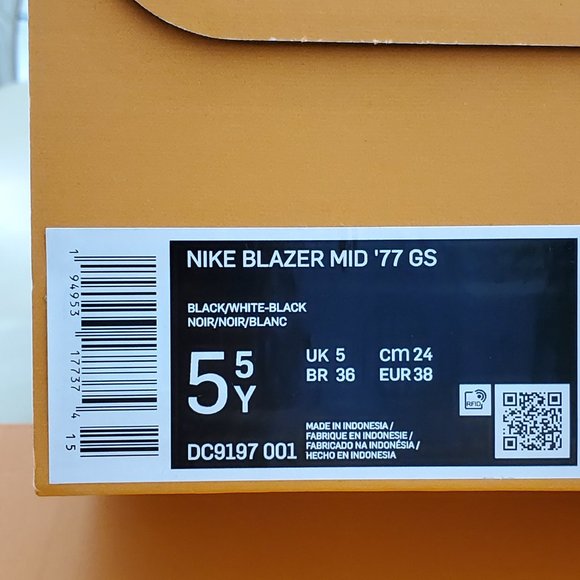 NIKE BLAZER MID '77 GS
BLACK/WHITE-BLACK
NOIR/NOIR/BLANC
5 5 Y
UK 5 cm 24
BR 36 EUR 38
DC9197 001
MADE IN INDONESIA /
FABRIQUE EN INDONESIE /
FABRICADO NA INDONÉSIA /
HECHO EN INDONESIA
RFID
1 94953 17737 4 15